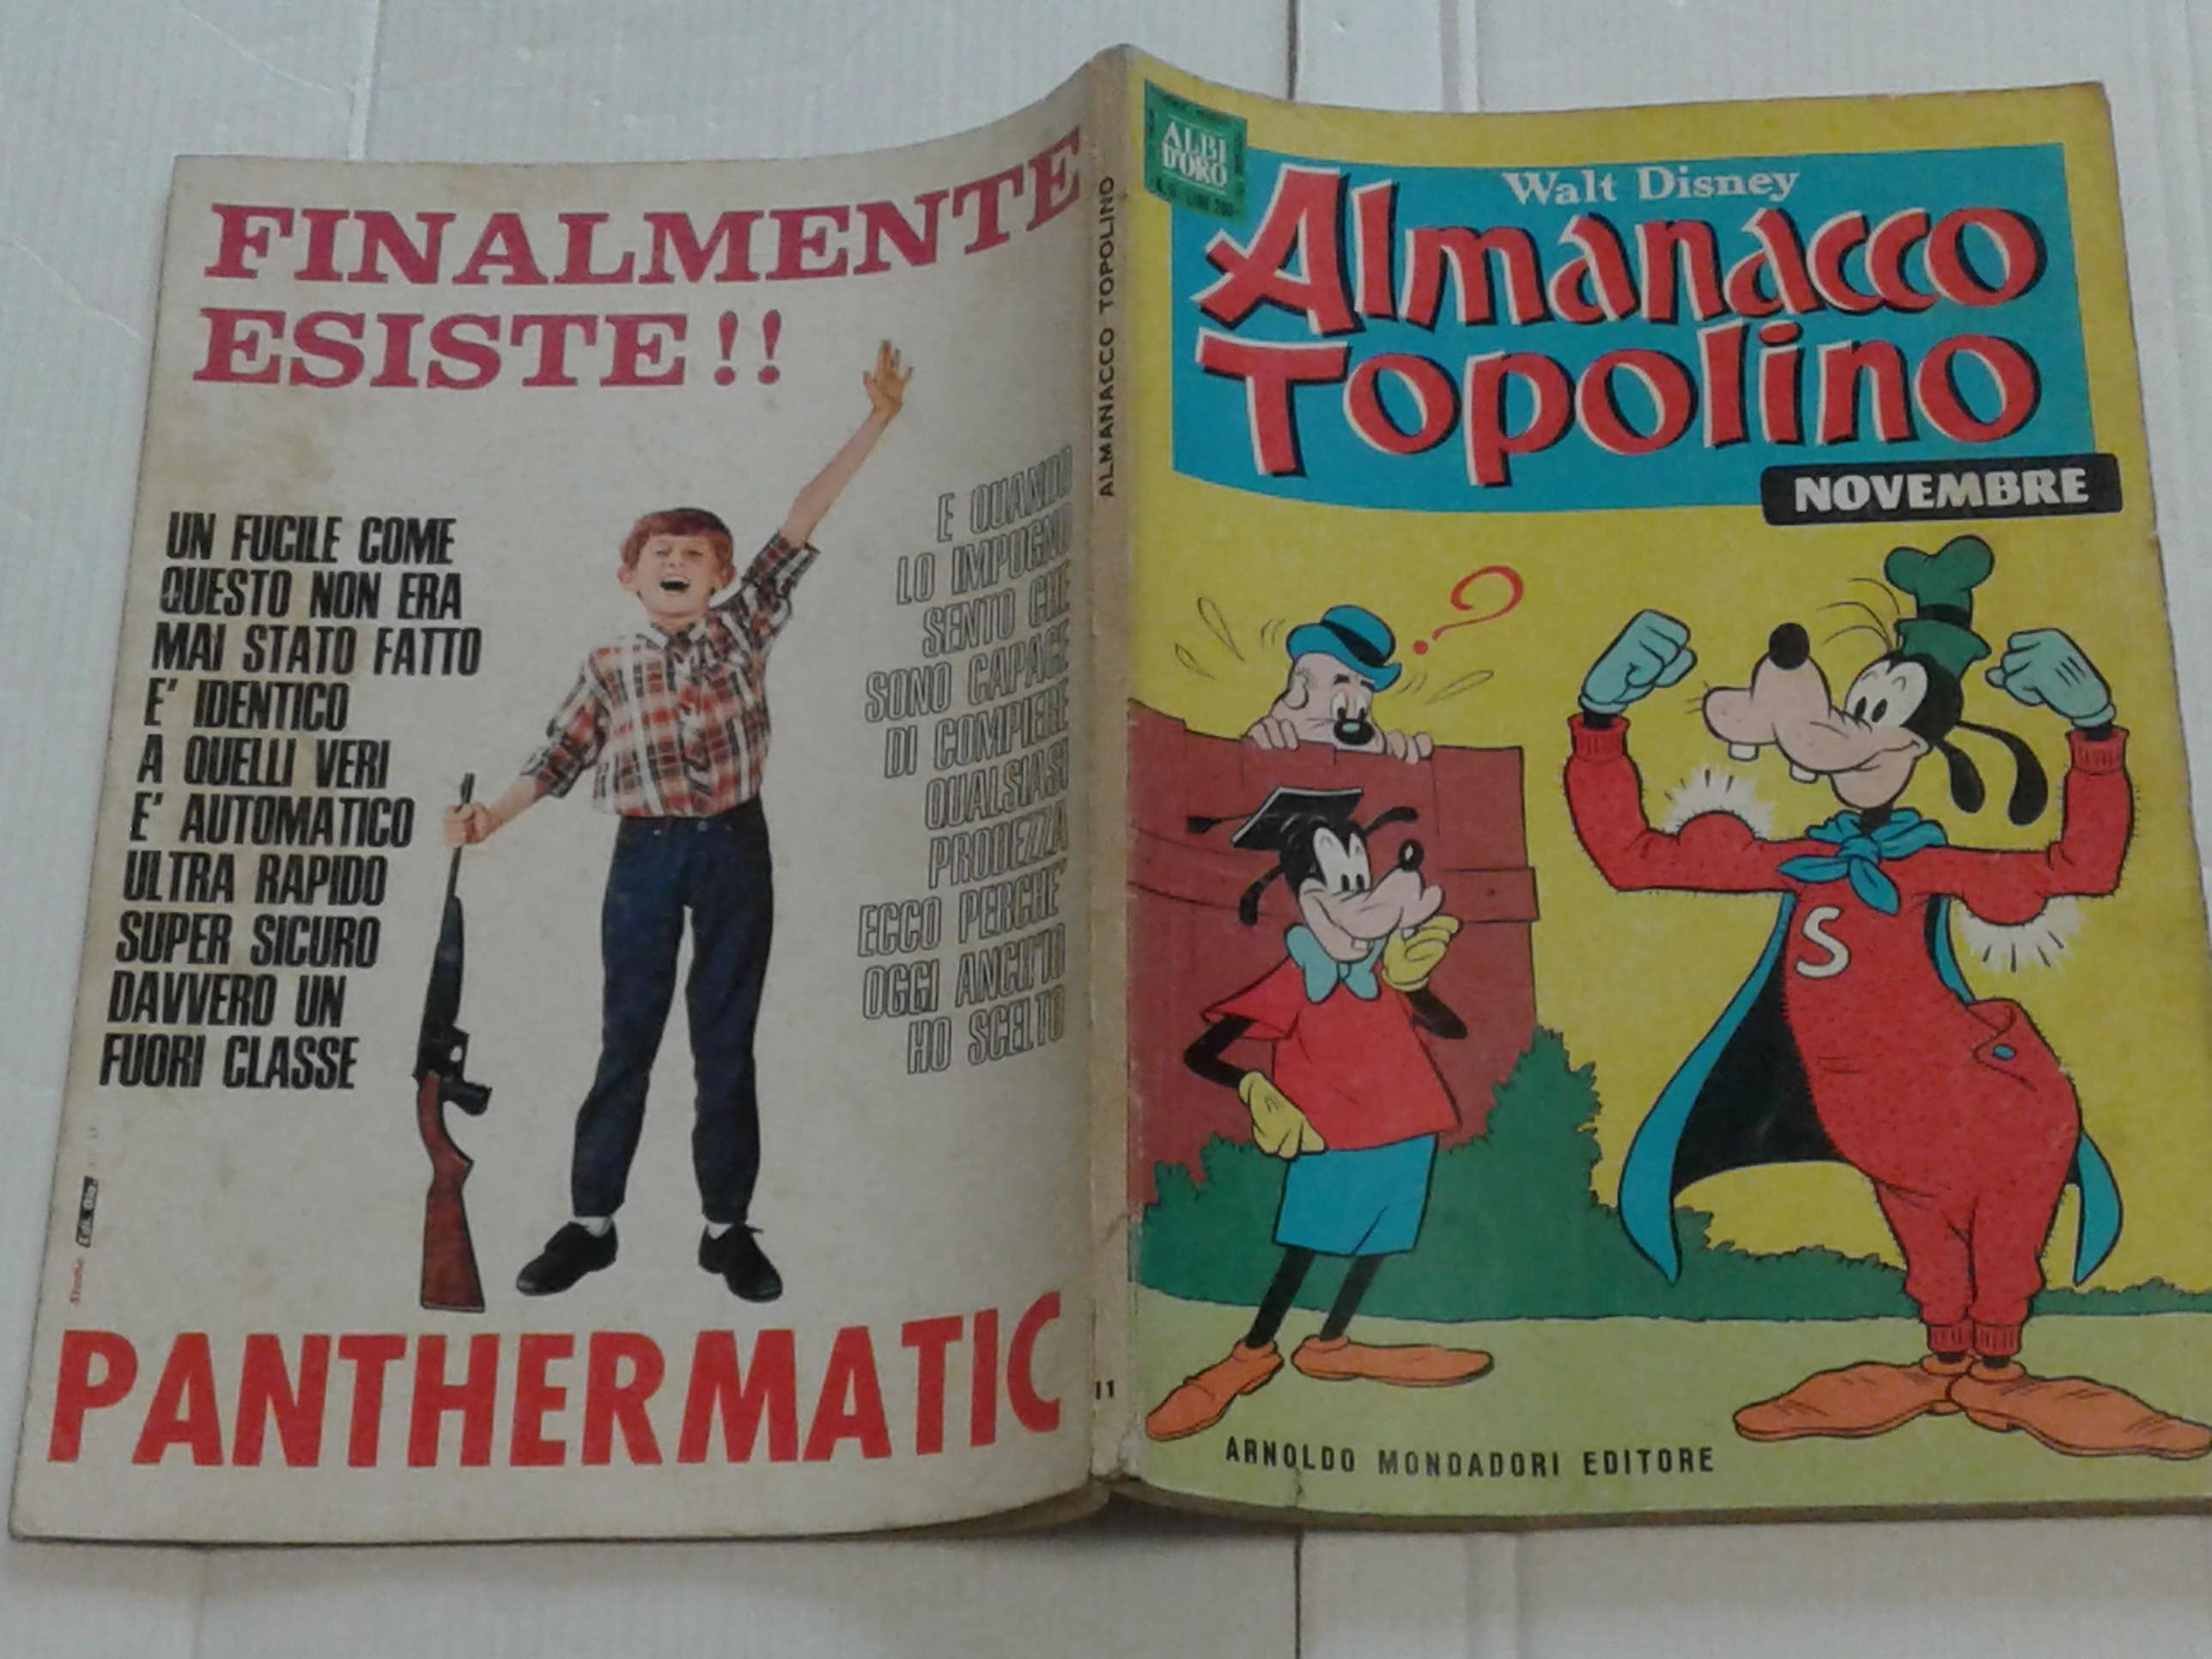 FINALMENTE
ESISTE!!
UN FUCILE COME
QUESTO NON ERA
MAI STATO FATTO
E' IDENTICO
A QUELLI VERI
E' AUTOMATICO
ULTRA RAPIDO
SUPER SICURO
DAVVERO UN
FUORI CLASSE
E QUANDO
LO IMPUGNO
SENTO CHE
SONO CAPACE
DI COMPIERE
QUALSIASI
PRODEZZA
ECCO PERCHE'
OGGI ANCH'IO
HO SCELTO
PANTHERMATIC
ALMANACCO TOPOLINO
11
ALBI
D'ORO
Walt Disney
Almanacco
Topolino
NOVEMBRE
?
S
ARNOLDO MONDADORI EDITORE